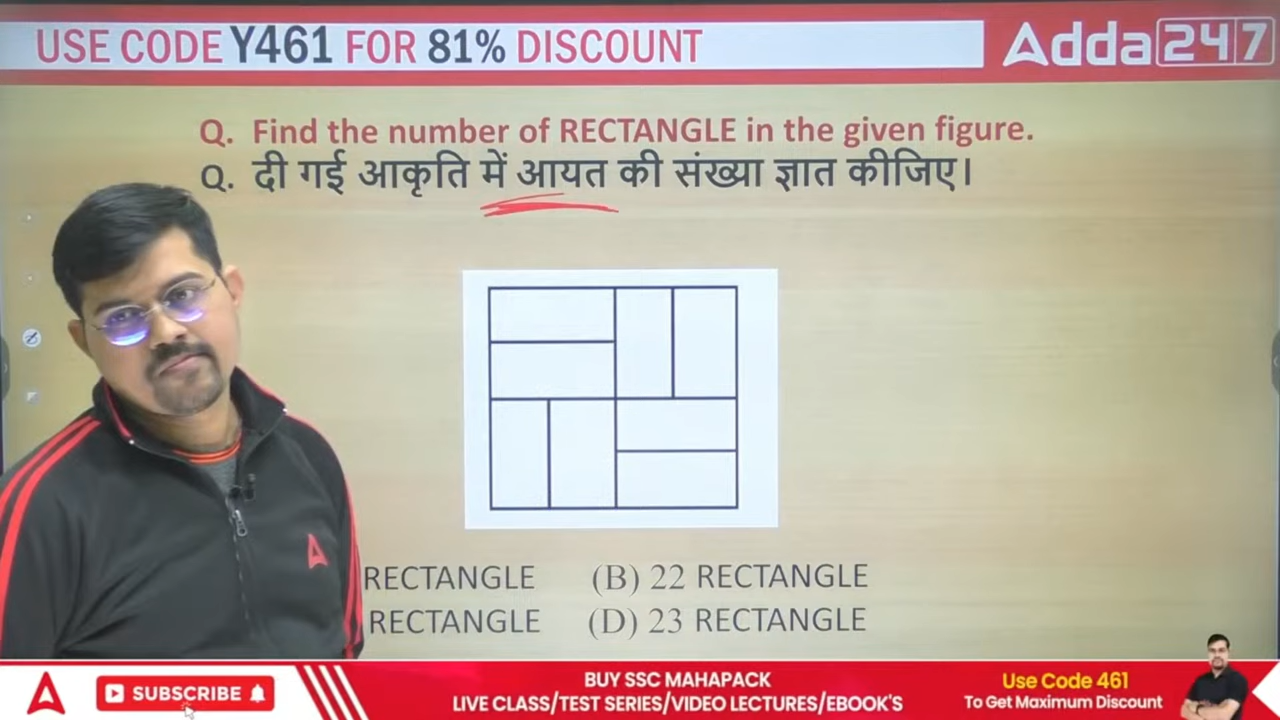 USE CODE Y461 FOR 81% DISCOUNT
Adda 247
Q. Find the number of RECTANGLE in the given figure.
Q. दी गई आकृति में आयत की संख्या ज्ञात कीजिए।
RECTANGLE (B) 22 RECTANGLE
RECTANGLE (D) 23 RECTANGLE
SUBSCRIBE
BUY SSC MAHAPACK
LIVE CLASS/TEST SERIES/VIDEO LECTURES/EBOOK'S
Use Code 461
To Get Maximum Discount